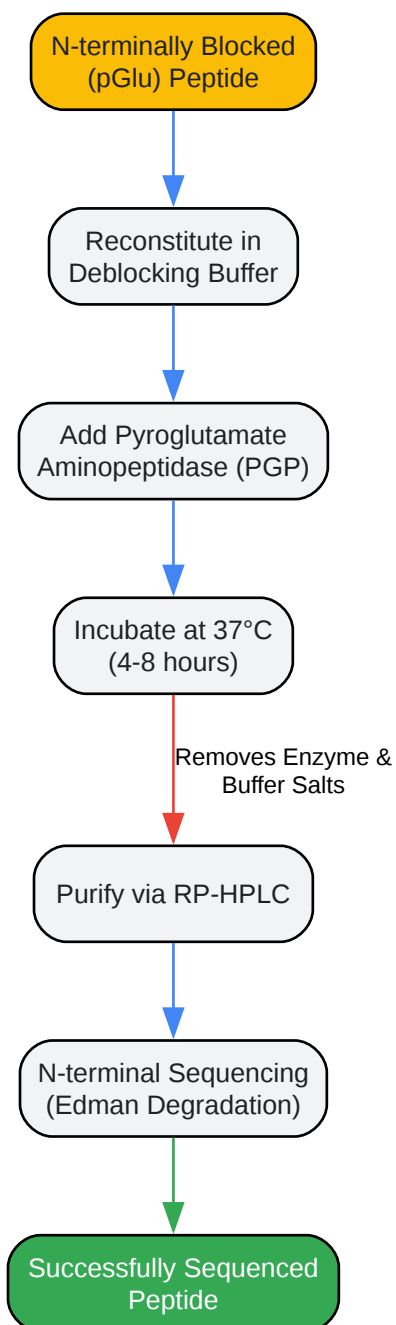 N-terminally Blocked
(pGlu) Peptide
Reconstitute in
Deblocking Buffer
Add Pyroglutamate
Aminopeptidase (PGP)
Incubate at 37°C
(4-8 hours)
Removes Enzyme &
Buffer Salts
Purify via RP-HPLC
N-terminal Sequencing
(Edman Degradation)
Successfully Sequenced
Peptide